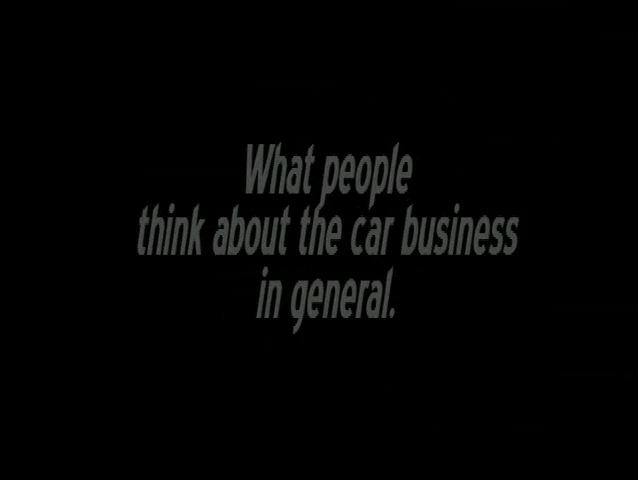 What people
think about the car business
in general.